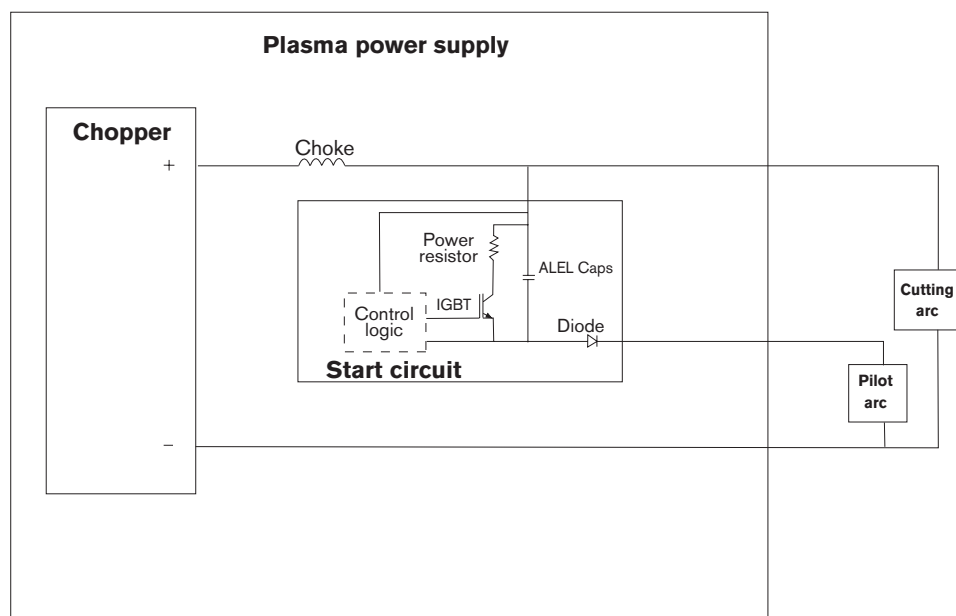 Plasma power supply
Chopper
+
Choke
Power
resistor
ALEL Caps
IGBT
Control
logic
Diode
Start circuit
Cutting
arc
Pilot
arc
−